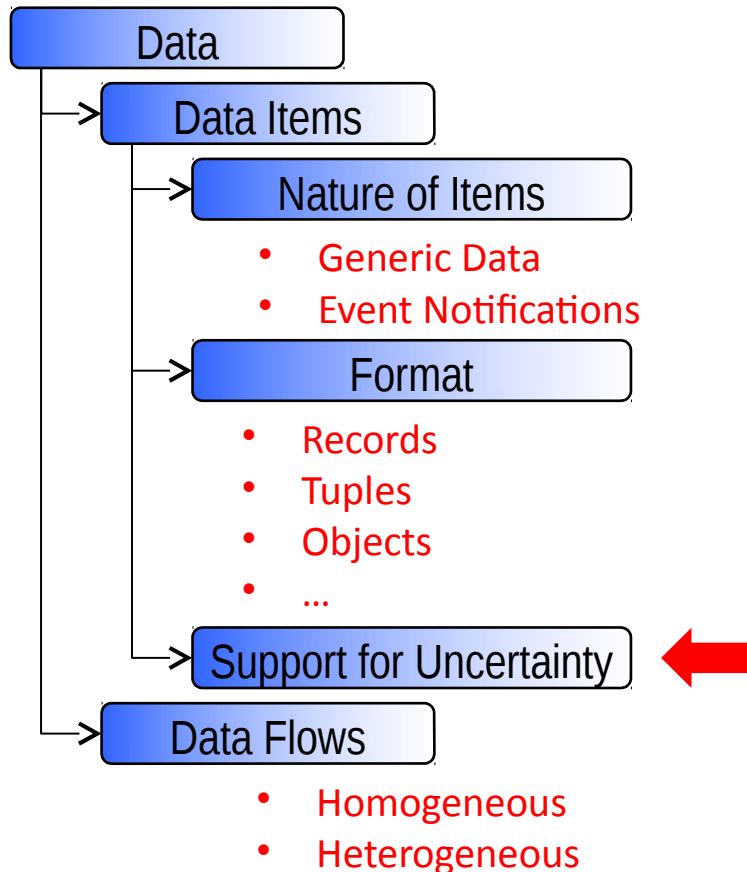 Data
Data Items
Nature of Items
• Generic Data
• Event Notifications
Format
• Records
• Tuples
• Objects
• ...
Support for Uncertainty
Data Flows
• Homogeneous
• Heterogeneous